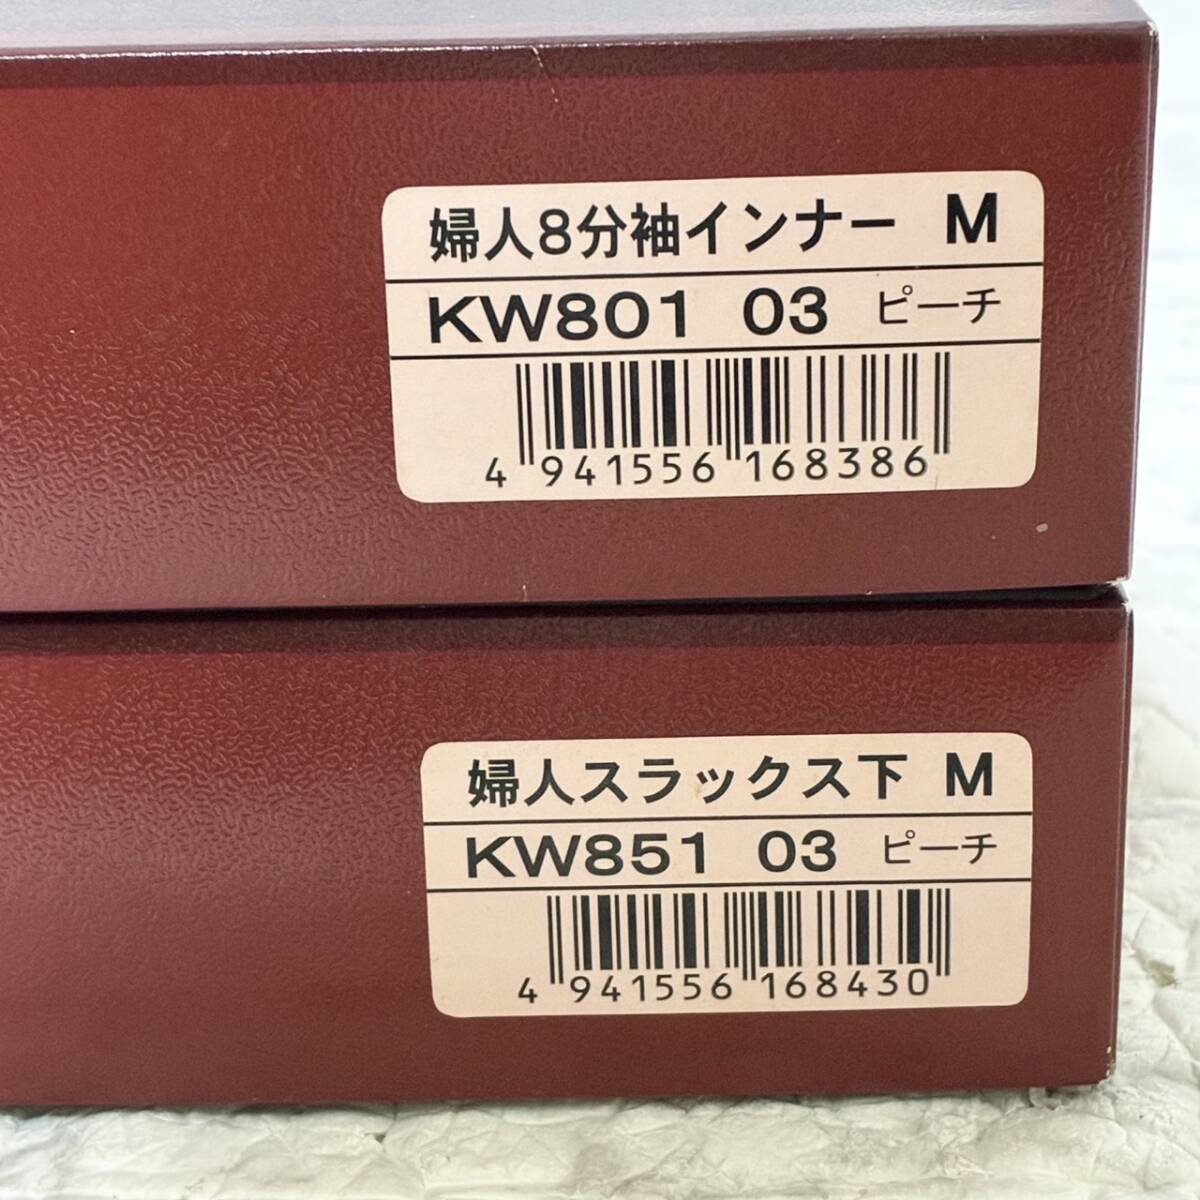 婦人8分袖インナー M
KW801 03 ピーチ
4 941556 168386
婦人スラックス下 M
KW851 03 ピーチ
4 941556 168430